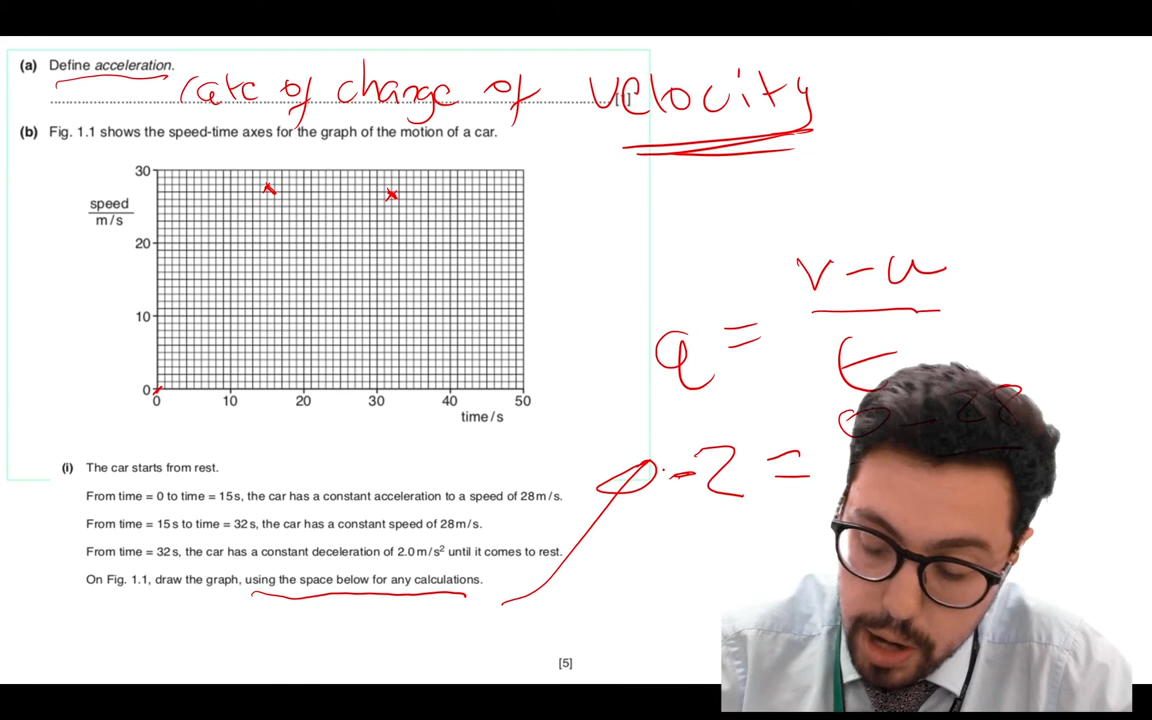 (a) Define acceleration.
rate of change of velocity
[1]
(b) Fig. 1.1 shows the speed-time axes for the graph of the motion of a car.
30
speed
m / s
20
10
0
0 10 20 30 40 50
time / s
v - u
a = 
t
0 - 28
- 2 =
(i) The car starts from rest.
From time = 0 to time = 15 s, the car has a constant acceleration to a speed of 28 m / s.
From time = 15 s to time = 32 s, the car has a constant speed of 28 m / s.
From time = 32 s, the car has a constant deceleration of 2.0 m / s² until it comes to rest.
On Fig. 1.1, draw the graph, using the space below for any calculations.
[5]